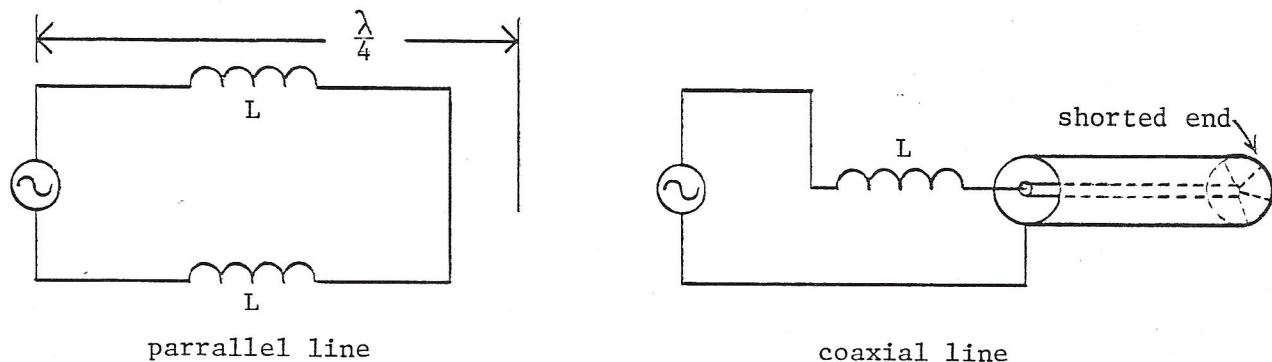 λ/4
L
L
parrallel line
shorted end
L
coaxial line